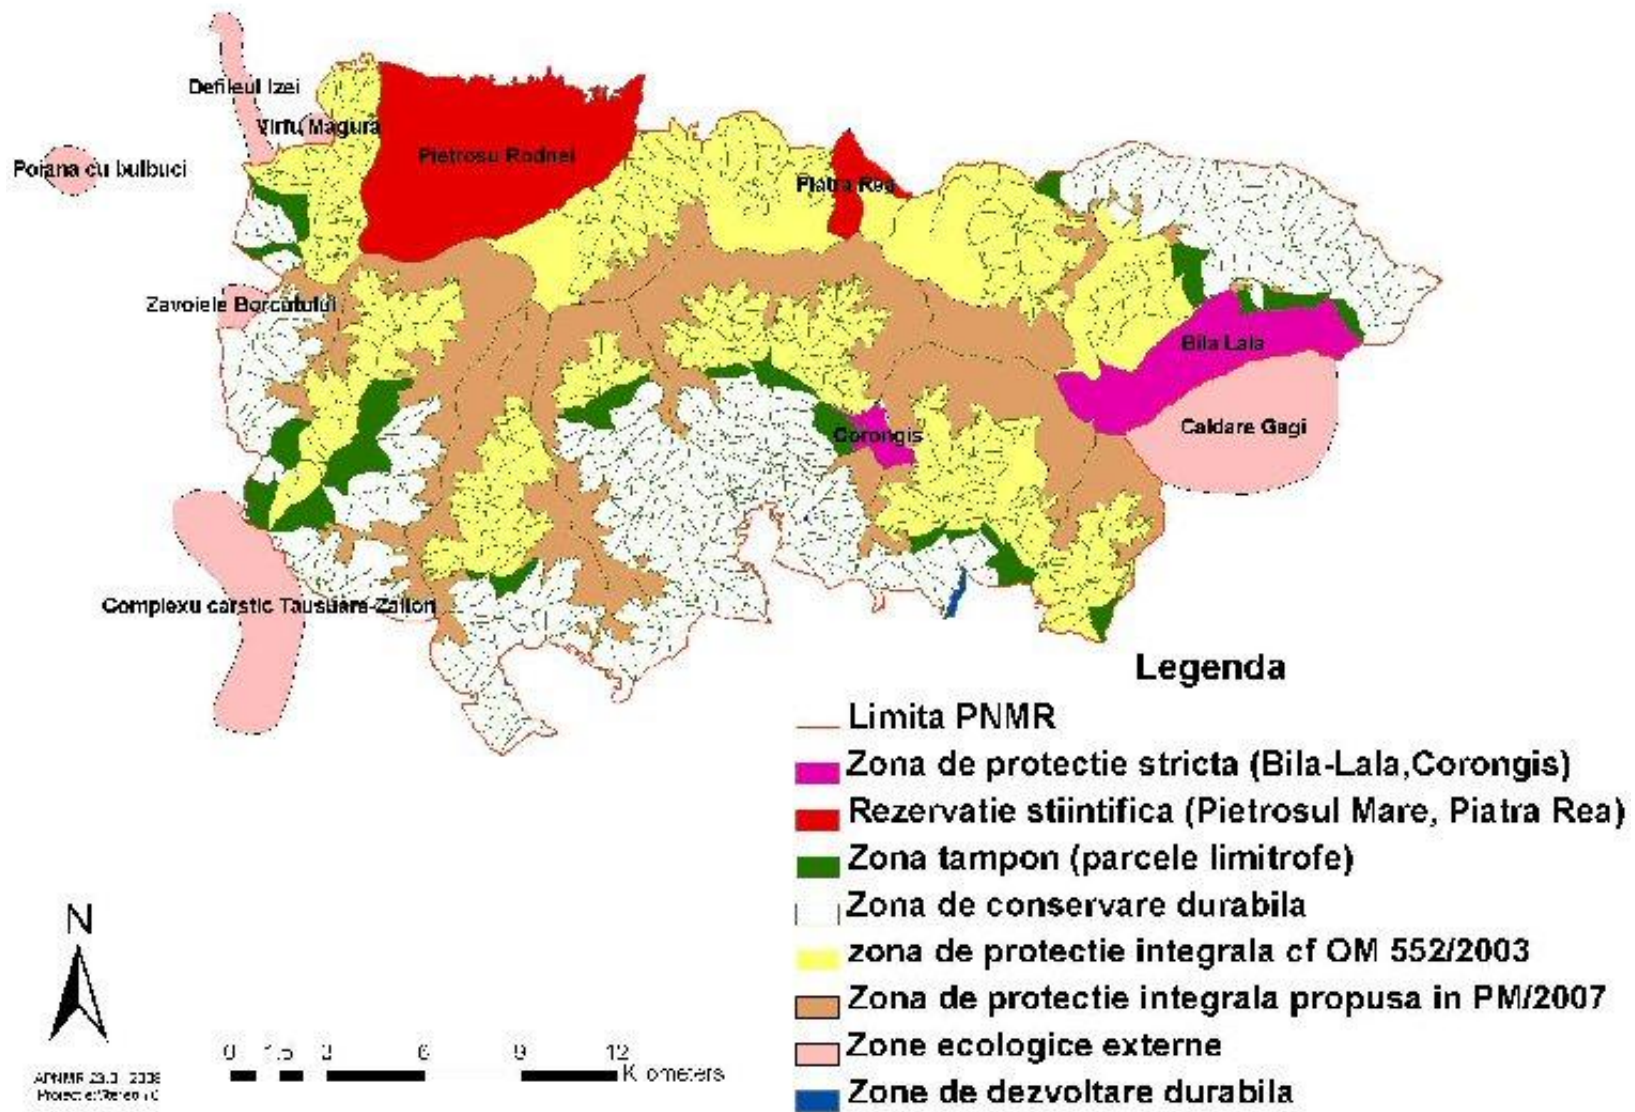 Defileul Izei
Virfu Magura
Poiana cu bulbuci
Pietrosu Rodnei
Piatra Rea
Zavoiele Borcutului
Bila Lala
Corongis
Caldare Gagi
Complexu carstic Tausuare-Zalion
Legenda
Limita PNMR
Zona de protectie stricta (Bila-Lala,Corongis)
Rezervatie stiintifica (Pietrosul Mare, Piatra Rea)
Zona tampon (parcele limitrofe)
Zona de conservare durabila
zona de protectie integrala cf OM 552/2003
Zona de protectie integrala propusa in PM/2007
Zone ecologice externe
Zone de dezvoltare durabila
N
0 1.5 3 6 9 12
Kilometers
APNMR